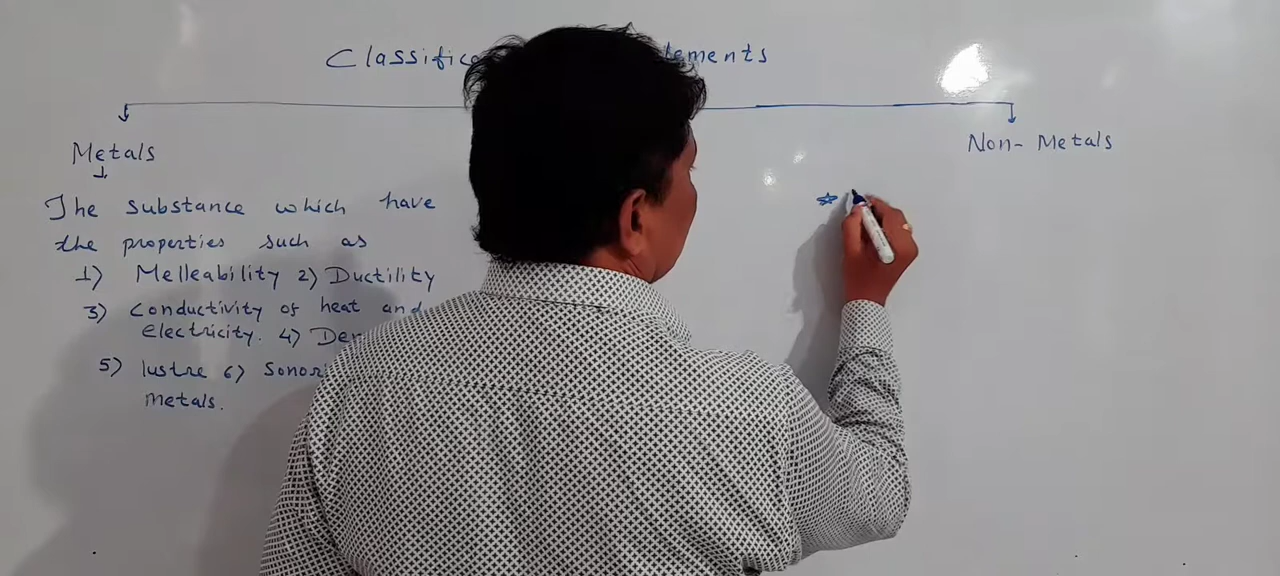 Classific lements
Metals
Non- Metals
The substance which have
the properties such as
1) Melleability 2) Ductility
3) Conductivity of heat and
Electricity. 4) Den
5) lustre 6) Sonor
Metals.